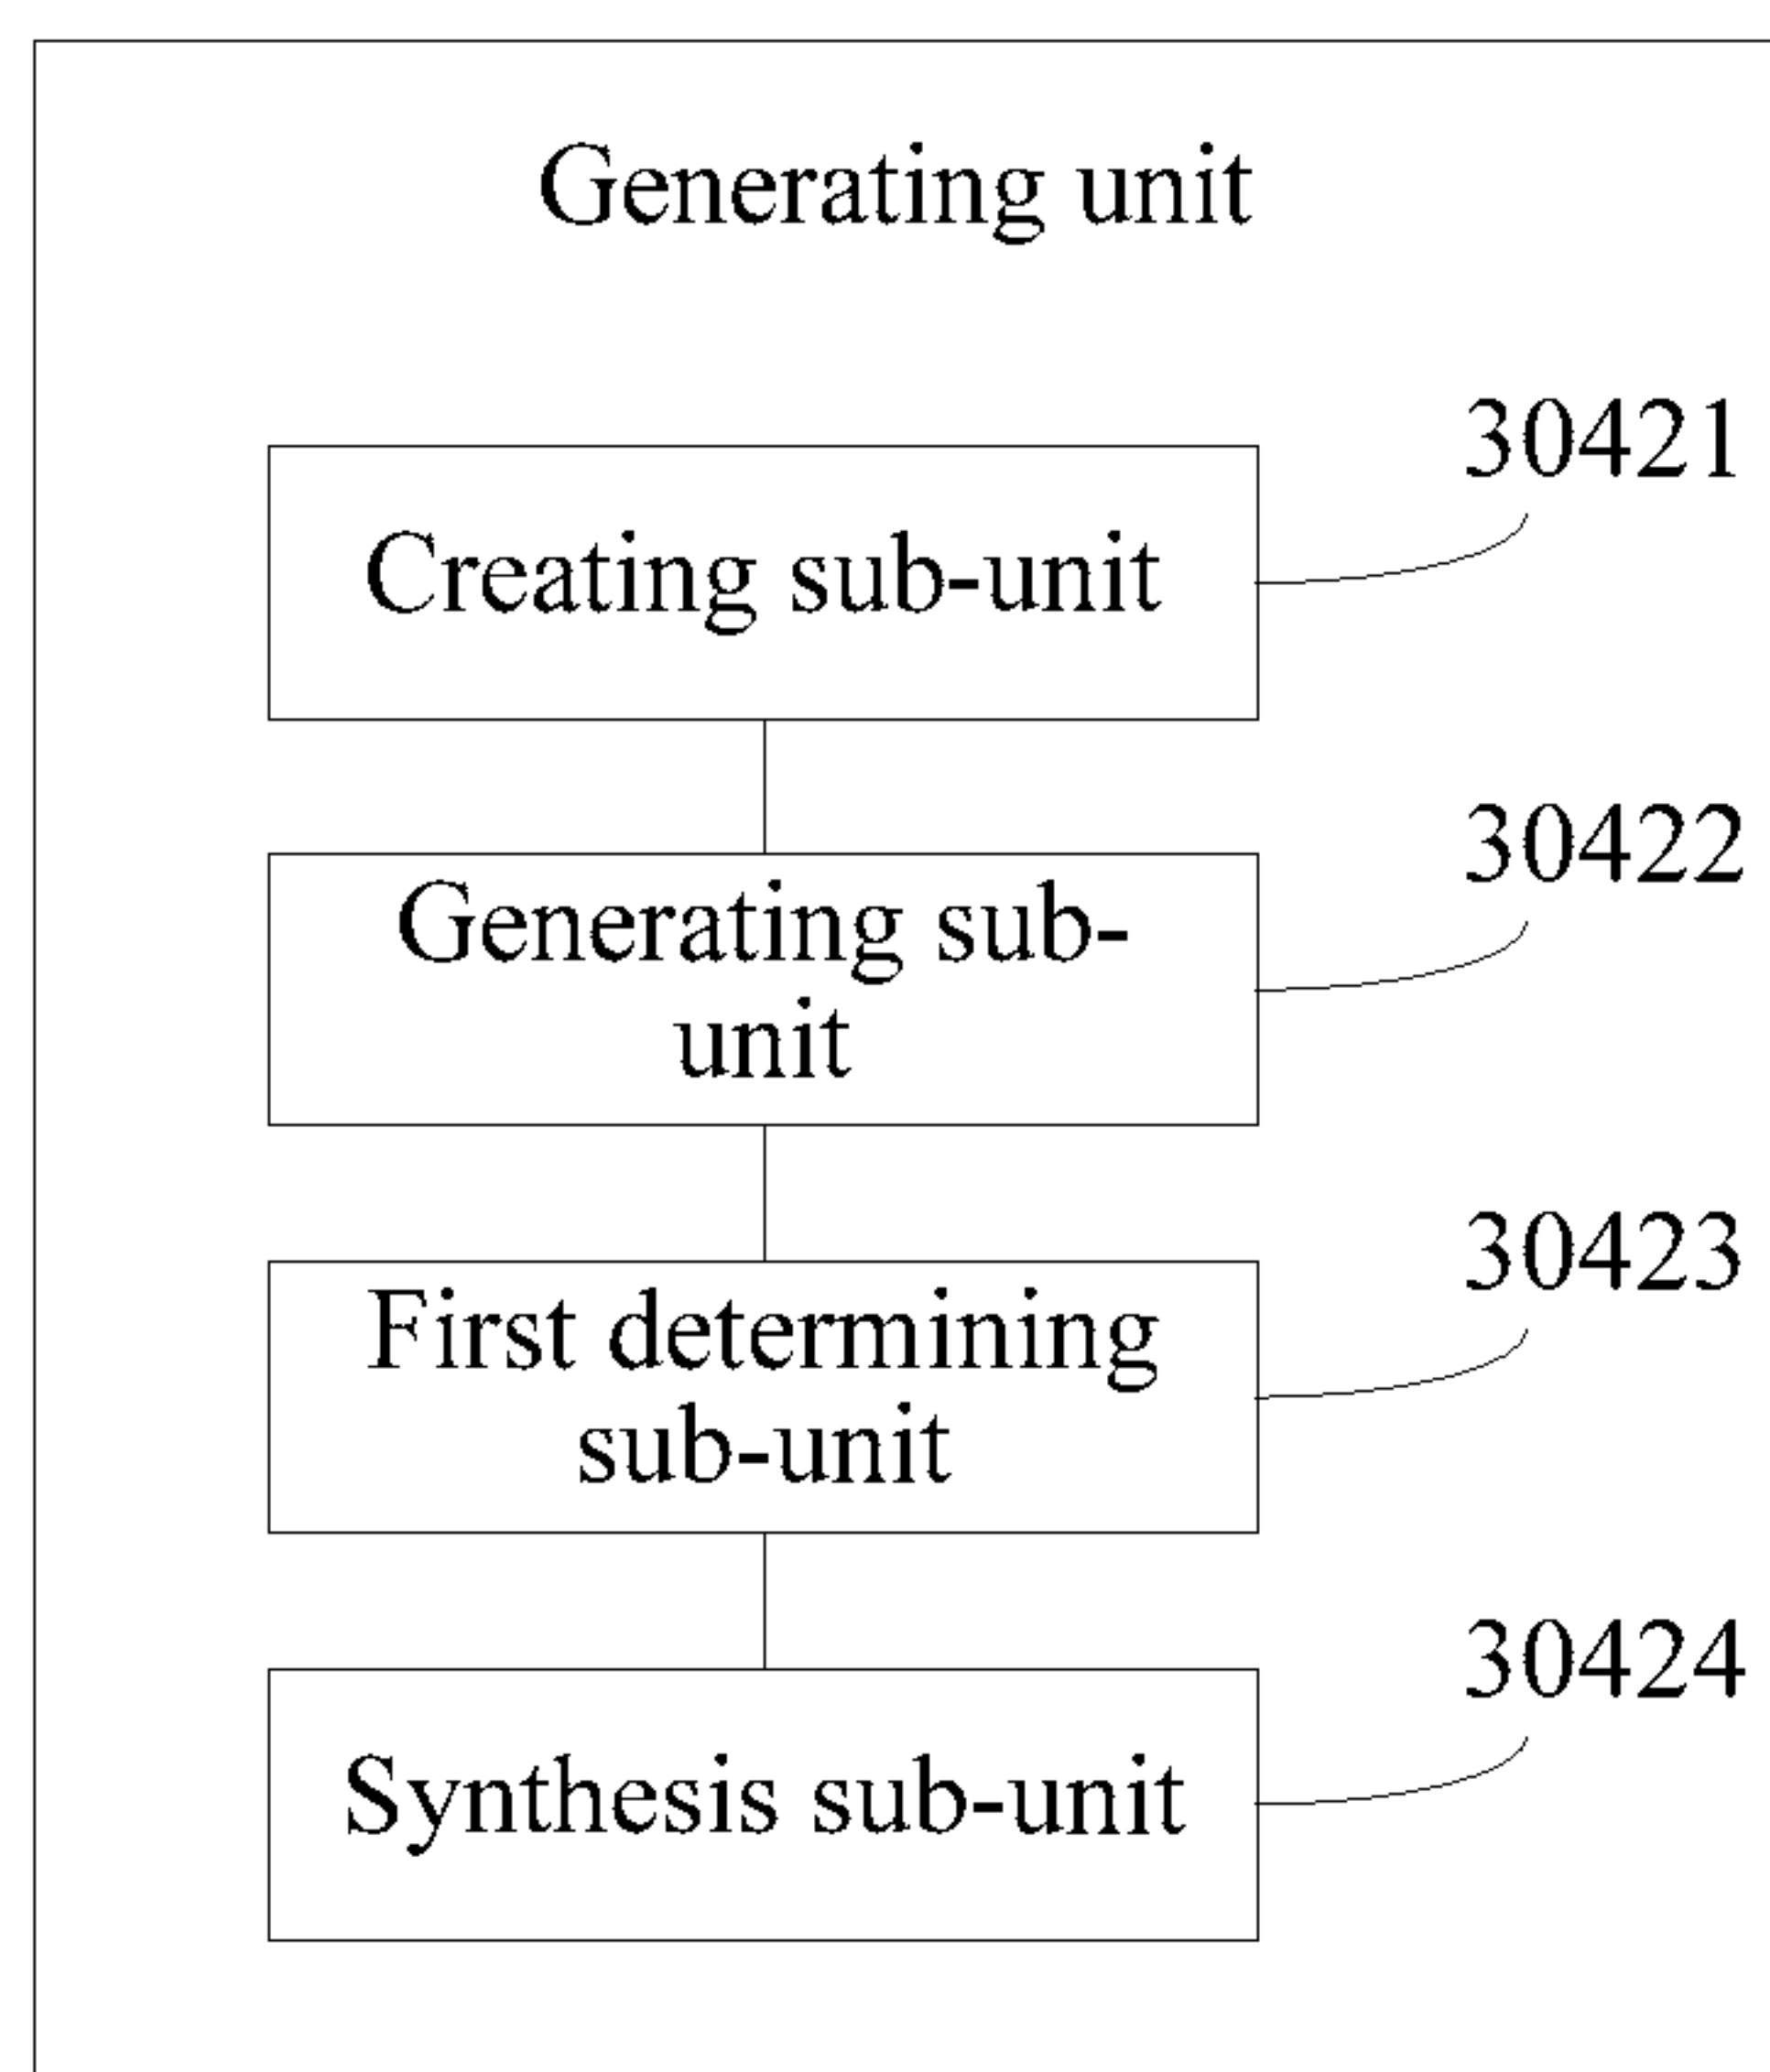 Generating unit
30421
Creating sub-unit
30422
Generating sub-
unit
30423
First determining
sub-unit
30424
Synthesis sub-unit